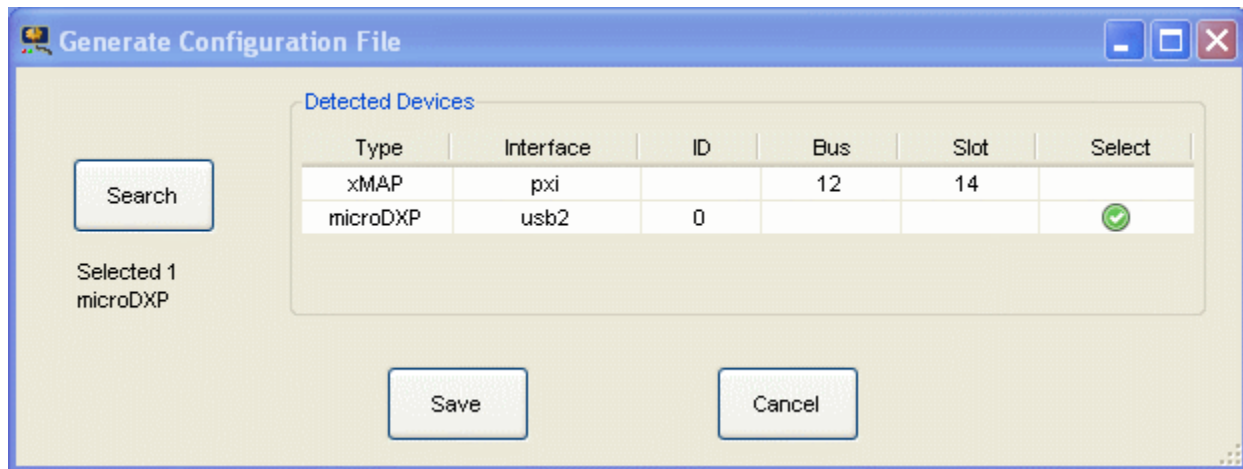 Generate Configuration File
Detected Devices
Type Interface ID Bus Slot Select
xMAP pxi 12 14
microDXP usb2 0
Search
Selected 1
microDXP
Save Cancel